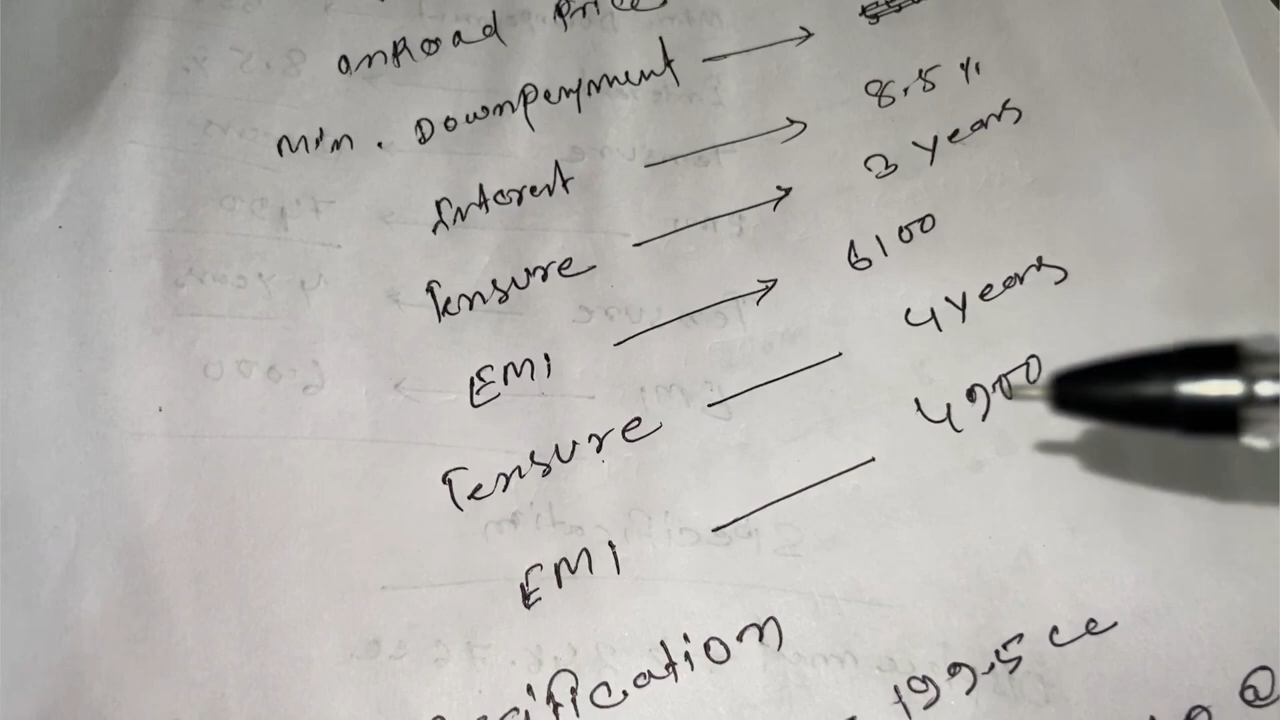 onRoad Price
Min. Downpayment →
Interest → 8.5 %
Tensure → 3 years
EMI → 6100
Tensure — 4 years
EMI — 4900
199.5 cc
@